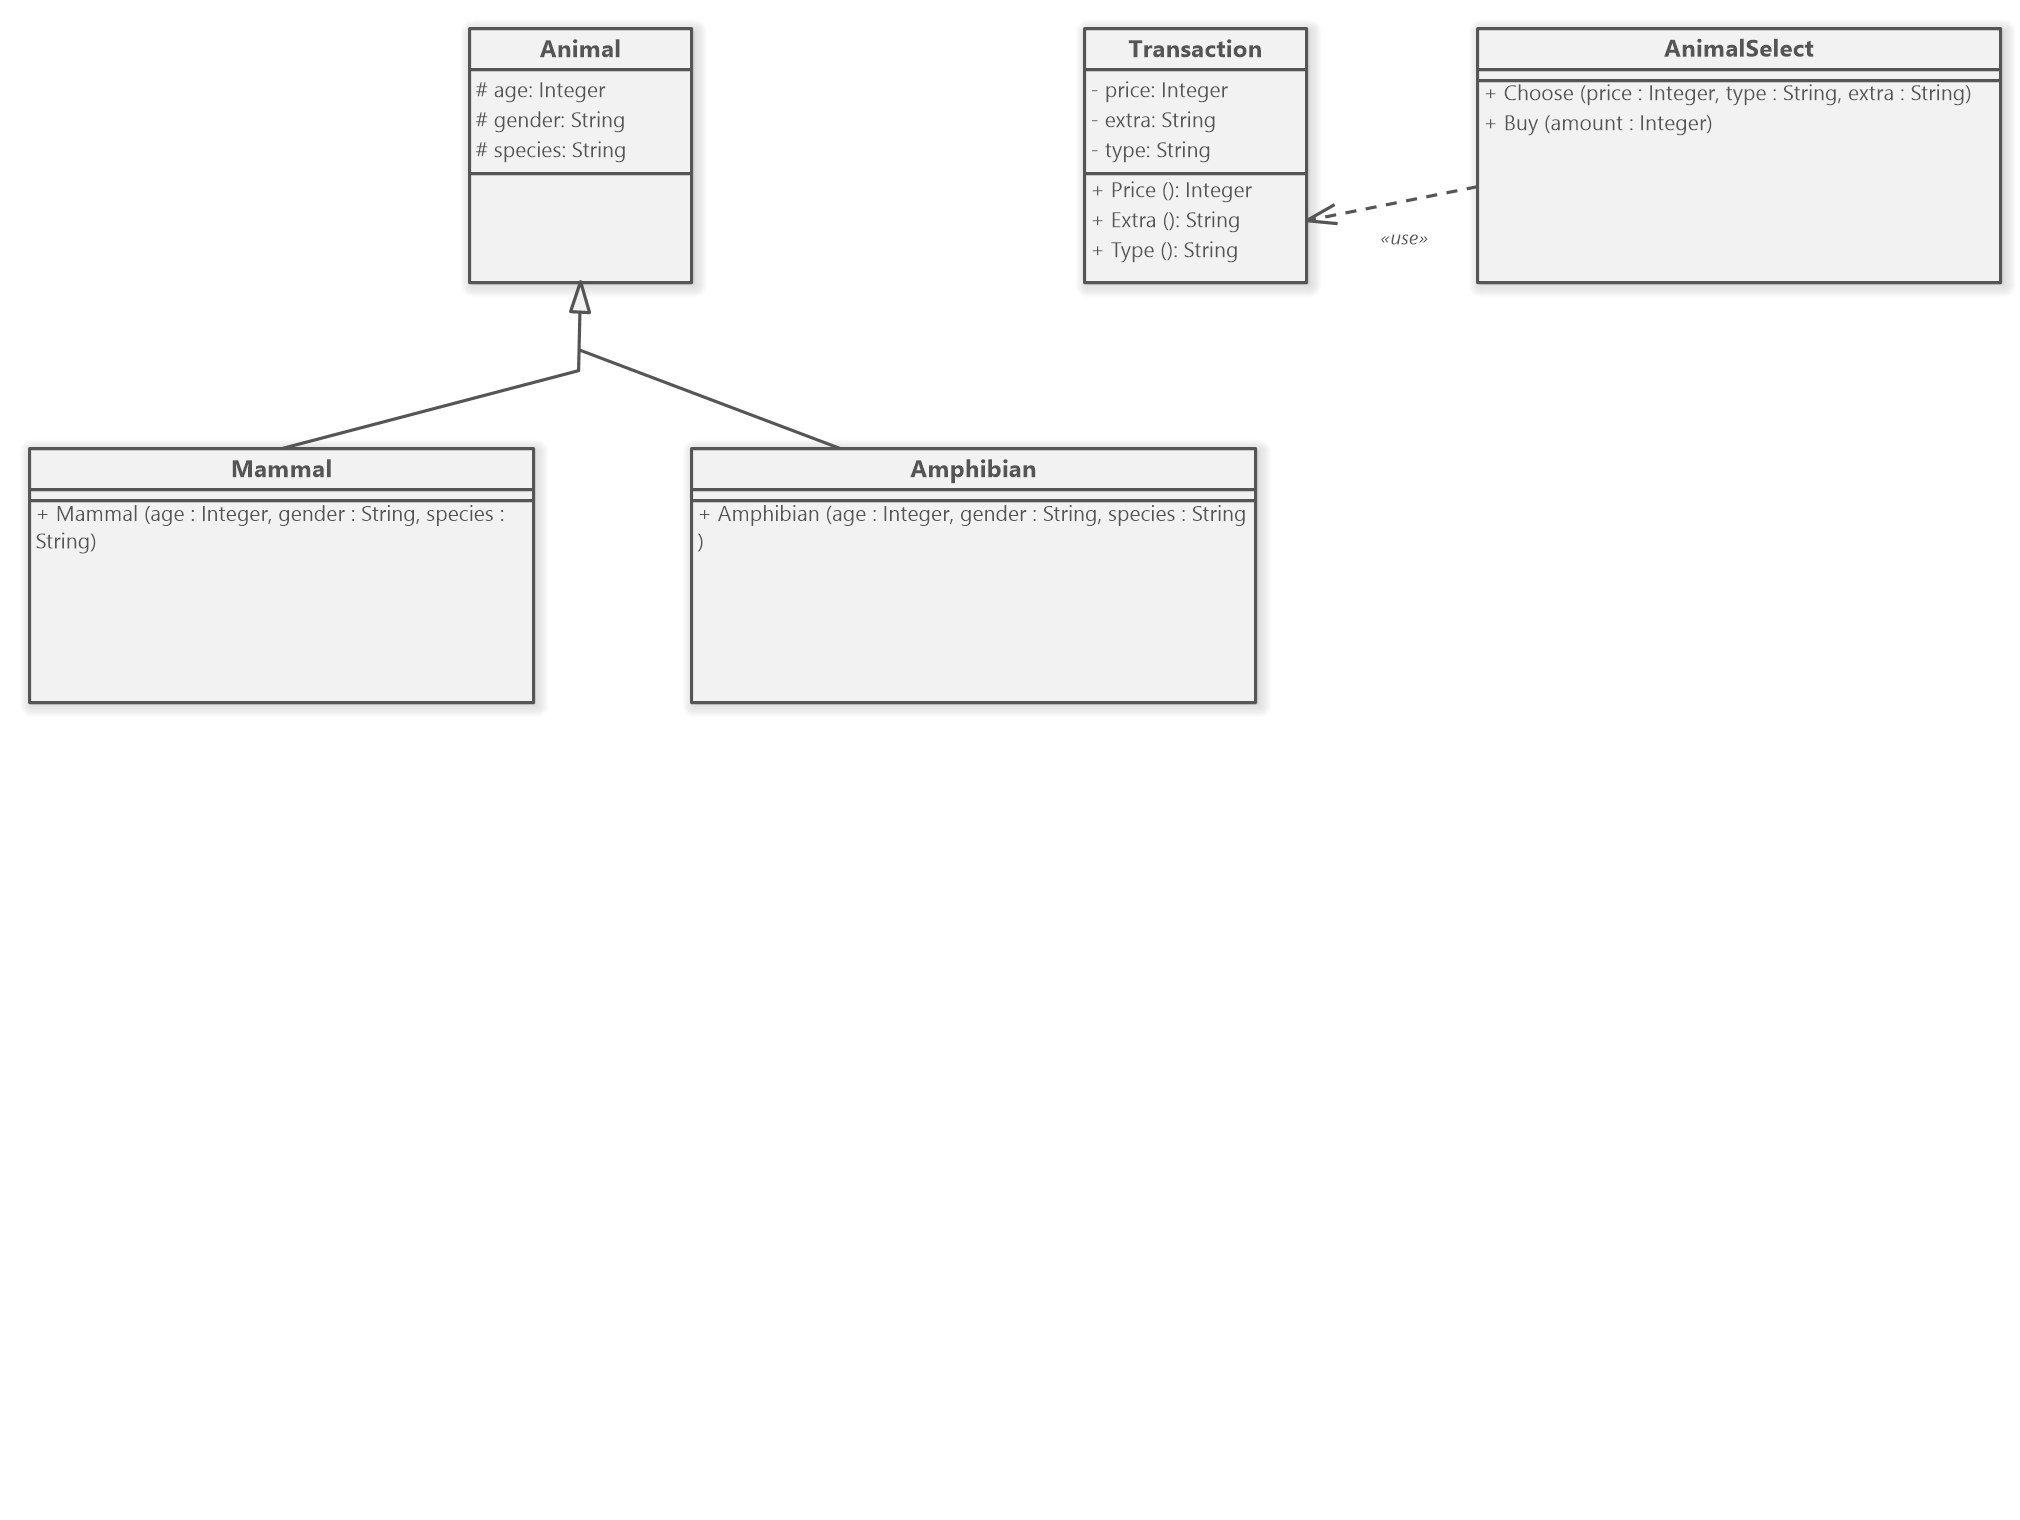 Animal
# age: Integer
# gender: String
# species: String
Transaction
- price: Integer
- extra: String
- type: String
+ Price (): Integer
+ Extra (): String
+ Type (): String
AnimalSelect
+ Choose (price : Integer, type : String, extra : String)
+ Buy (amount : Integer)
«use»
Mammal
+ Mammal (age : Integer, gender : String, species :
String)
Amphibian
+ Amphibian (age : Integer, gender : String, species : String
)